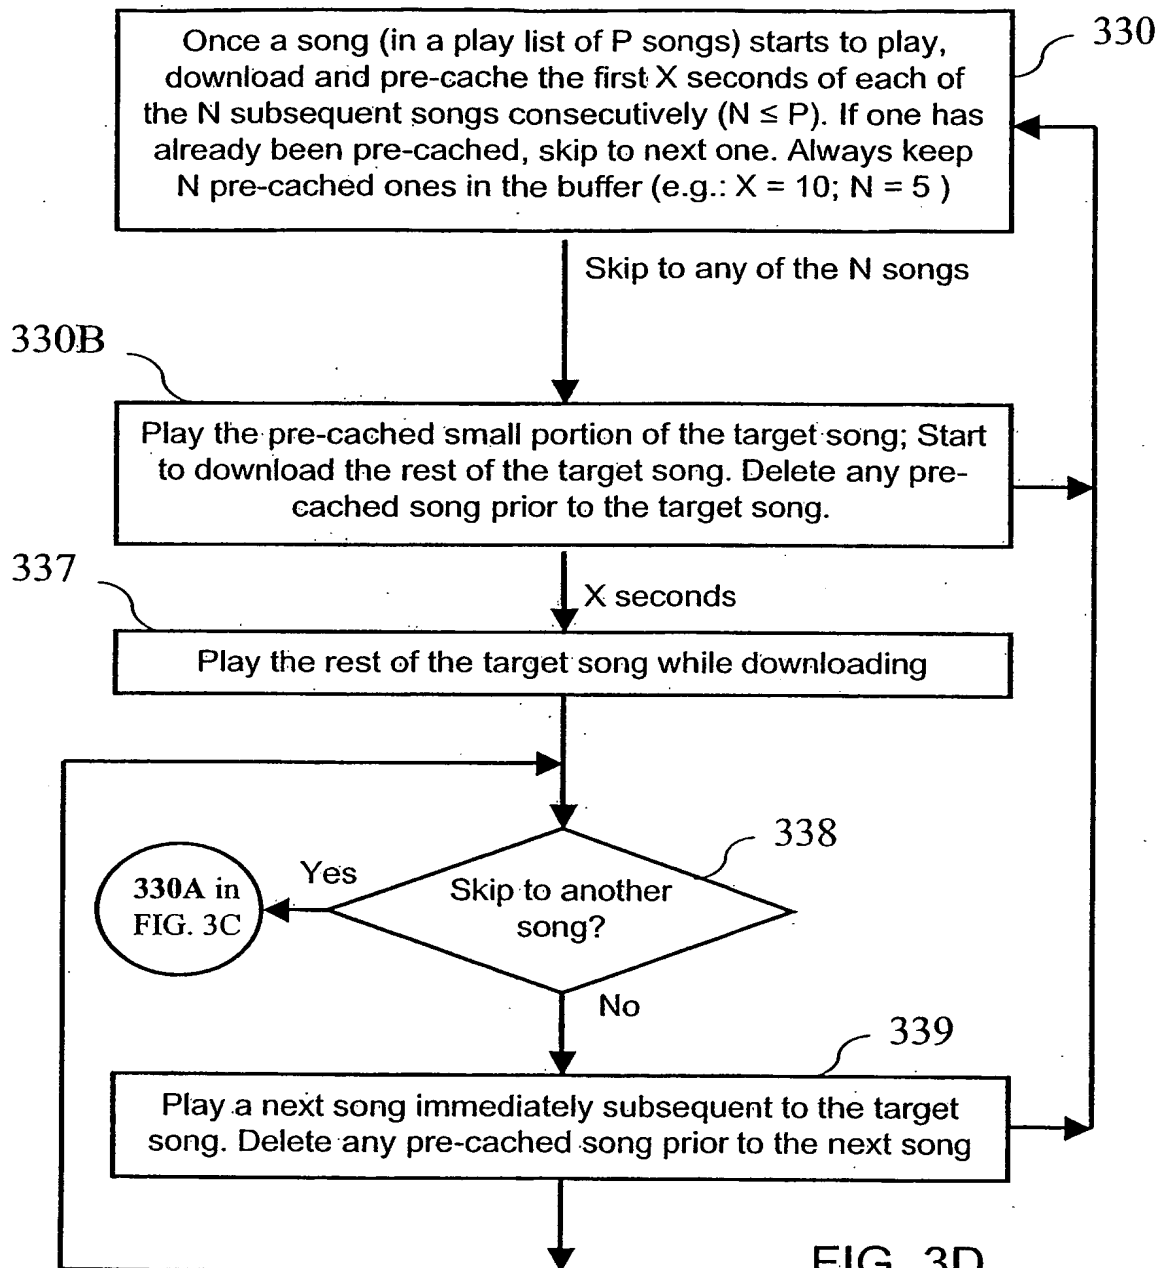 330
Once a song (in a play list of P songs) starts to play,
download and pre-cache the first X seconds of each of
the N subsequent songs consecutively (N ≤ P). If one has
already been pre-cached, skip to next one. Always keep
N pre-cached ones in the buffer (e.g.: X = 10; N = 5 )
Skip to any of the N songs
330B
Play the pre-cached small portion of the target song; Start
to download the rest of the target song. Delete any pre-
cached song prior to the target song.
337
X seconds
Play the rest of the target song while downloading
338
Yes
Skip to another
song?
330A in
FIG. 3C
No
339
Play a next song immediately subsequent to the target
song. Delete any pre-cached song prior to the next song
FIG. 3D